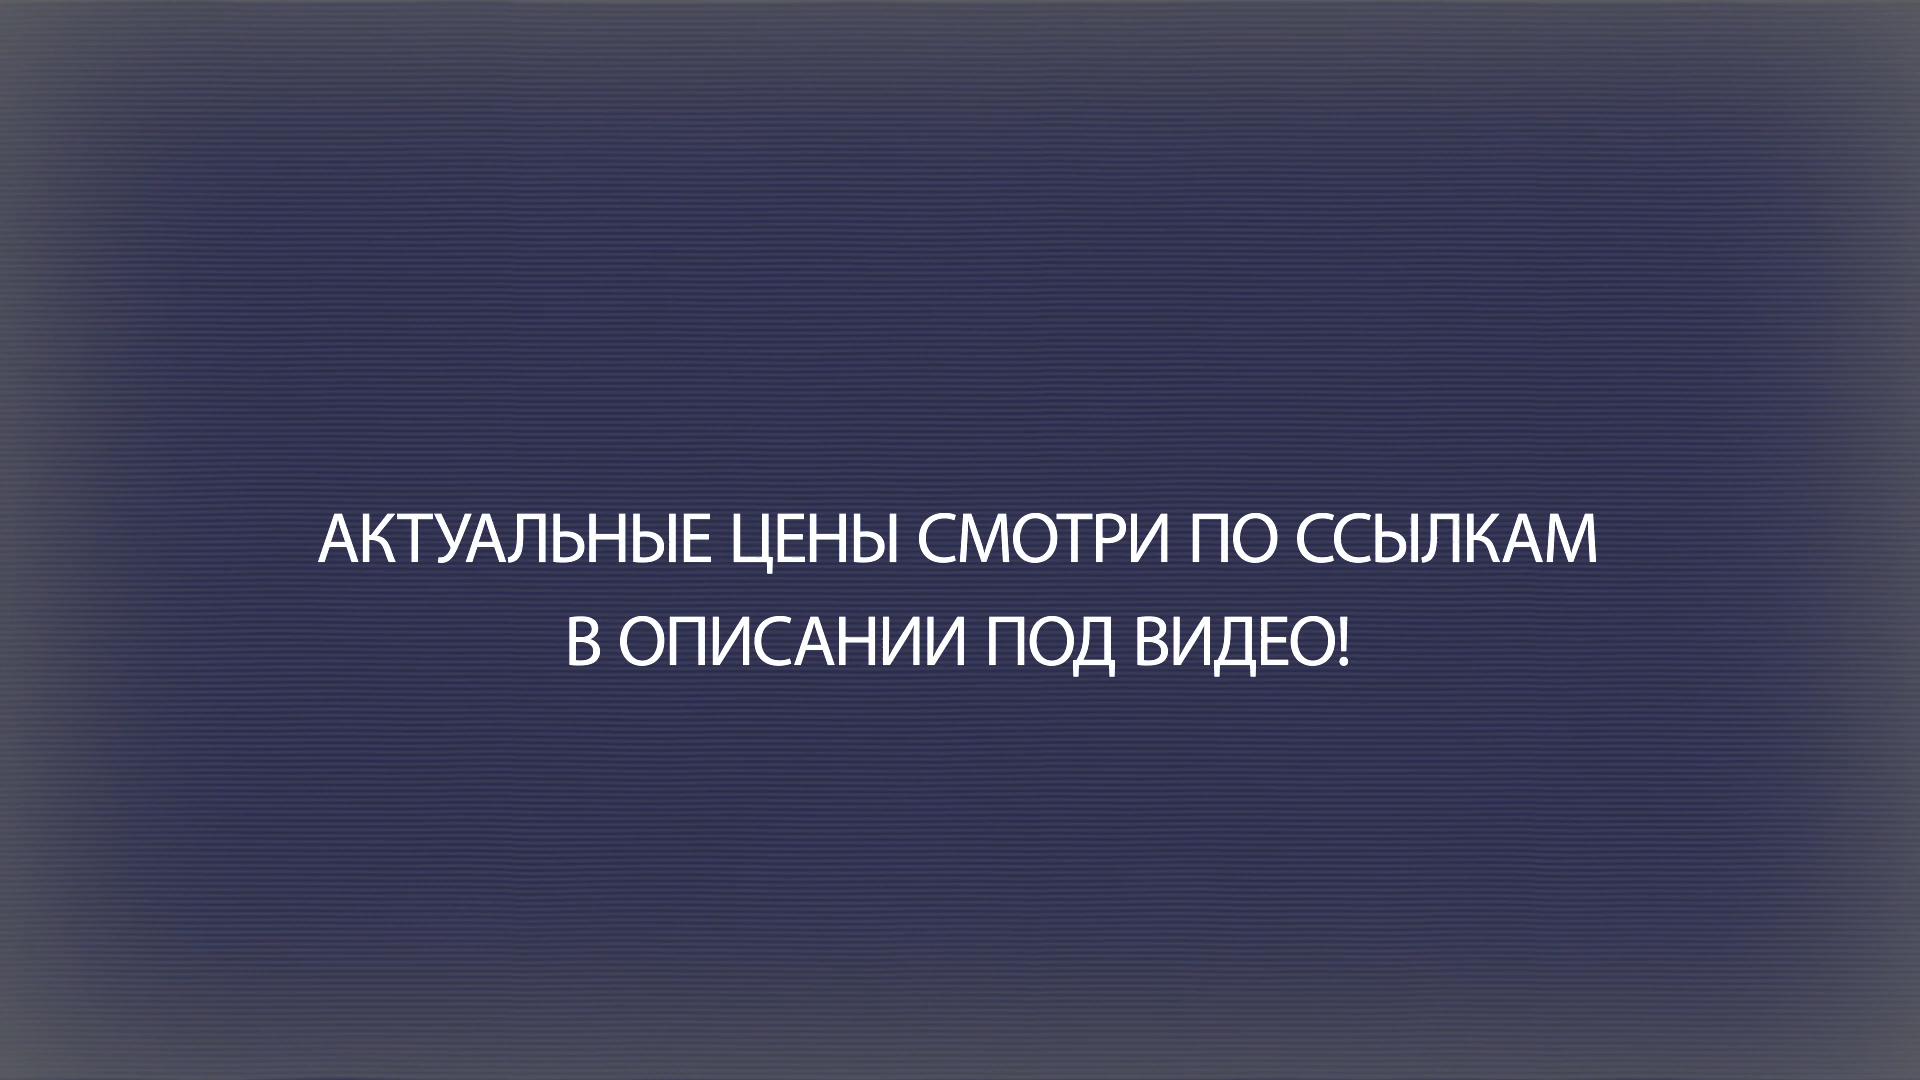 АКТУАЛЬНЫЕ ЦЕНЫ СМОТРИ ПО ССЫЛКАМ
В ОПИСАНИИ ПОД ВИДЕО!